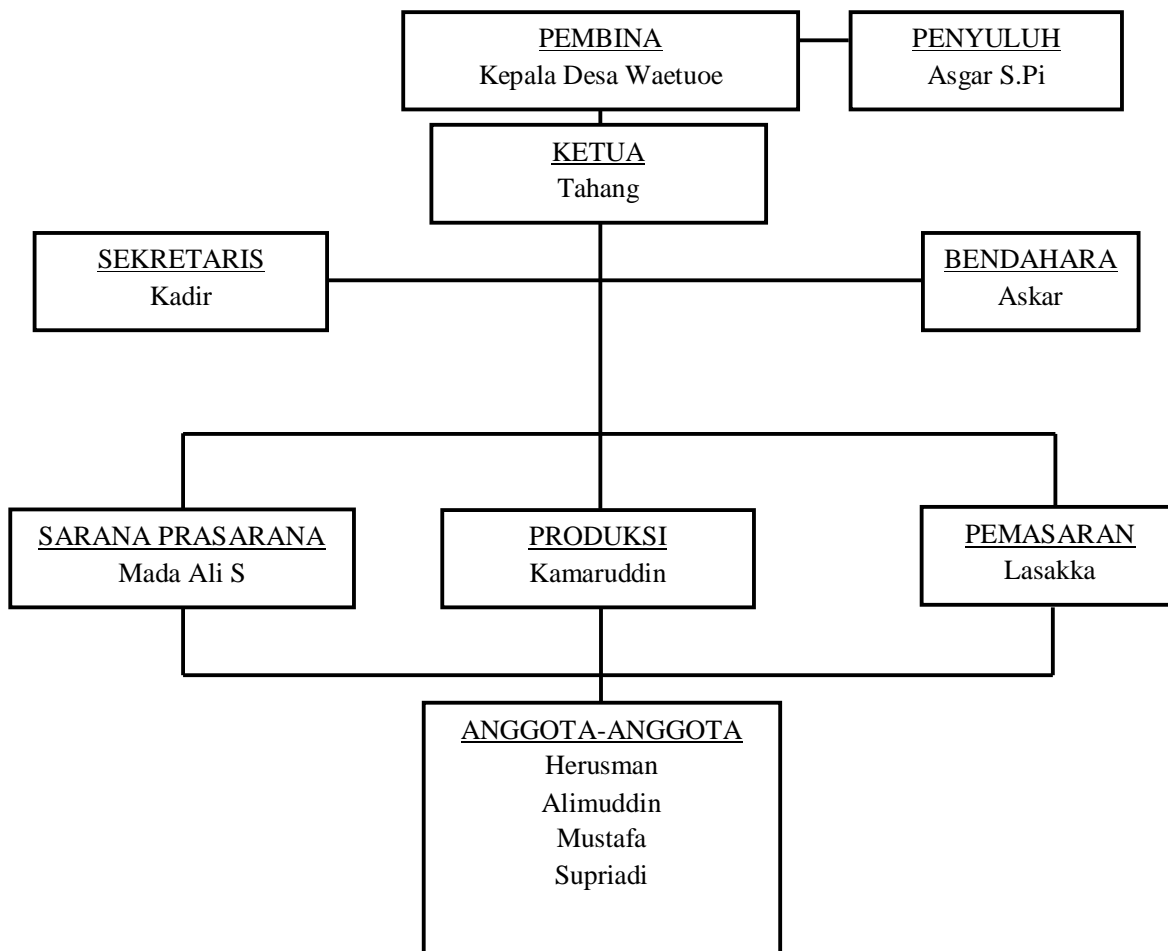 PEMBINA
Kepala Desa Waetuoe
PENYULUH
Asgar S.Pi
KETUA
Tahang
SEKRETARIS
Kadir
BENDAHARA
Askar
SARANA PRASARANA
Mada Ali S
PRODUKSI
Kamaruddin
PEMASARAN
Lasakka
ANGGOTA-ANGGOTA
Herusman
Alimuddin
Mustafa
Supriadi